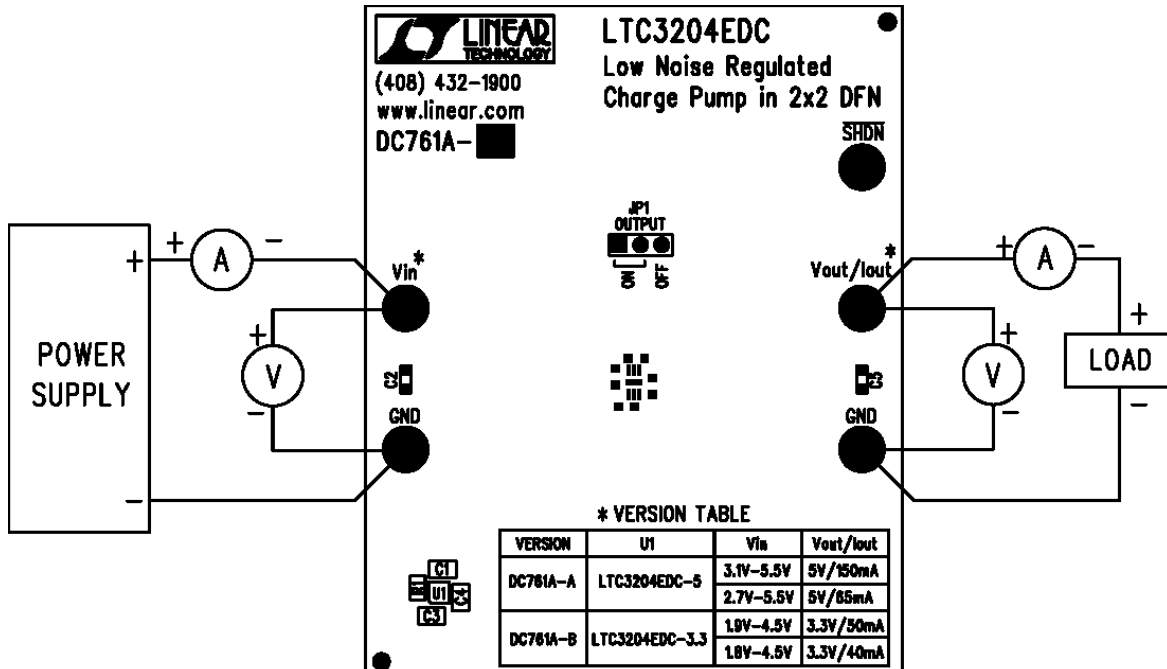 LINEAR
TECHNOLOGY
(408) 432-1900
www.linear.com
DC761A-
LTC3204EDC
Low Noise Regulated
Charge Pump in 2x2 DFN
SHDN
JP1
OUTPUT
ON OFF
POWER
SUPPLY
+
-
+ A -
+
V
-
Vin*
C2
GND
Vout/Iout*
C5
GND
+ A -
+
V
-
+
LOAD
-
* VERSION TABLE
VERSION U1 Vin Vout/Iout
DC761A-A LTC3204EDC-5 3.1V-5.5V 5V/150mA
2.7V-5.5V 5V/65mA
DC761A-B LTC3204EDC-3.3 1.9V-4.5V 3.3V/50mA
1.8V-4.5V 3.3V/40mA
C1
R1 U1 C4
C3